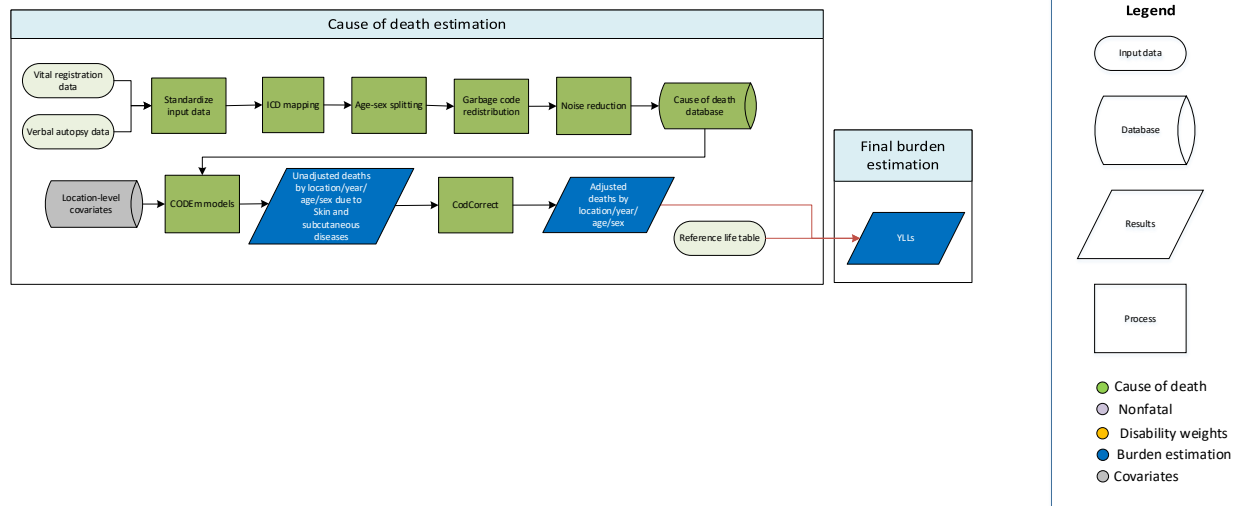 Cause of death estimation
Vital registration
data
Verbal autopsy data
Standardize
input data
ICD mapping
Age-sex splitting
Garbage code
redistribution
Noise reduction
Cause of death
database
Location-level
covariates
CODEm models
Unadjusted deaths
by location/year/
age/sex due to
Skin and
subcutaneous
diseases
CodCorrect
Adjusted
deaths by
location/year/
age/sex
Reference life table
Final burden
estimation
YLLs
Legend
Input data
Database
Results
Process
Cause of death
Nonfatal
Disability weights
Burden estimation
Covariates